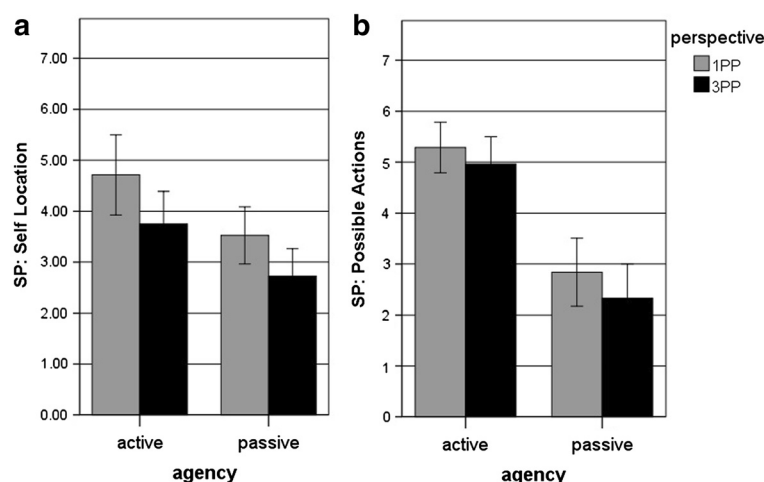 a
SP: Self Location
7.00
6.00
5.00
4.00
3.00
2.00
1.00
0.00
active passive
agency
b
SP: Possible Actions
7
6
5
4
3
2
1
0
active passive
agency
perspective
1PP
3PP